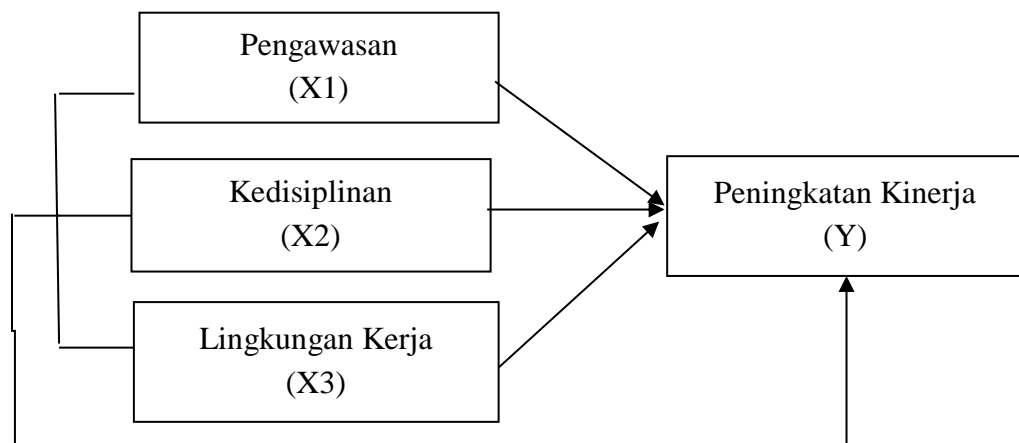 Pengawasan
(X1)
Kedisiplinan
(X2)
Lingkungan Kerja
(X3)
Peningkatan Kinerja
(Y)